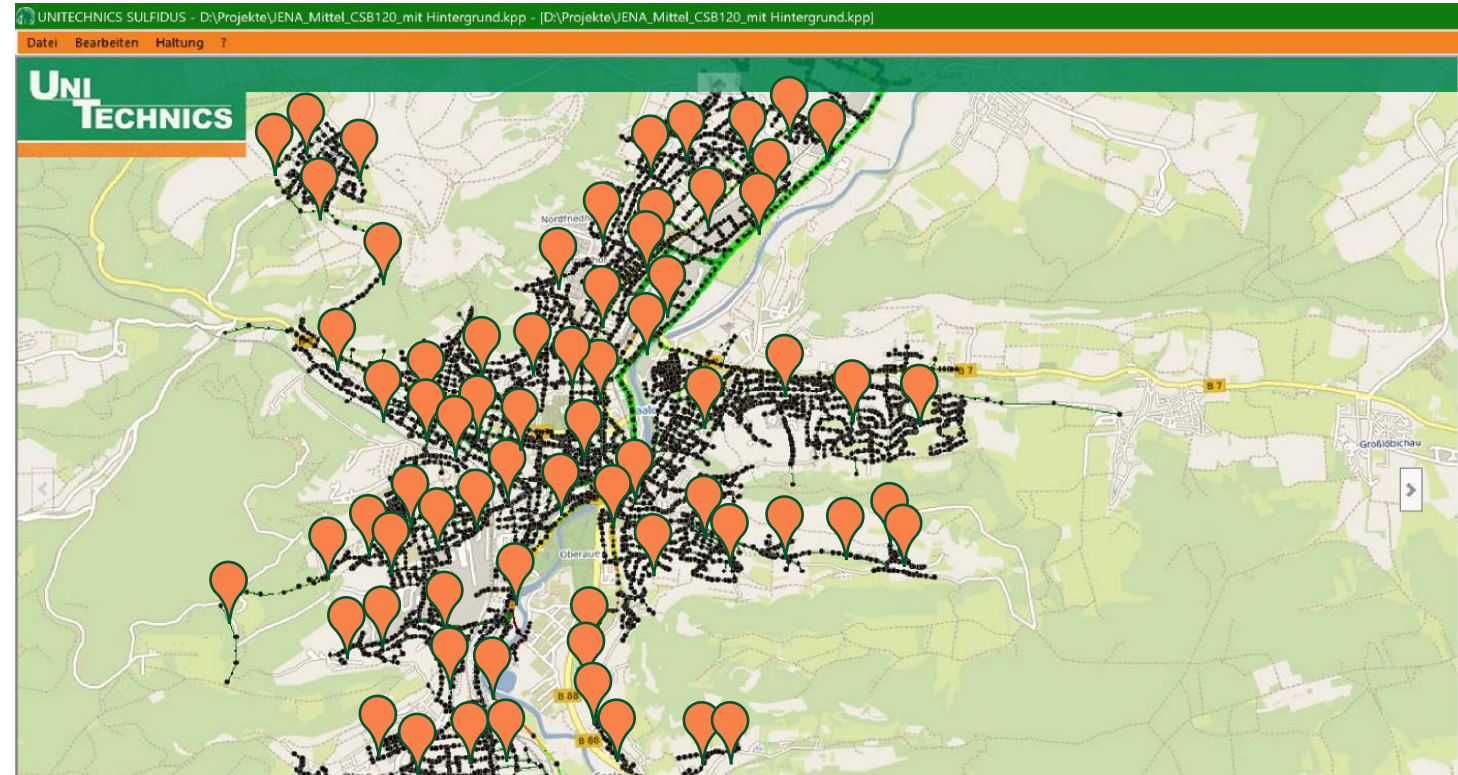 UNITECHNICS SULFIDUS - D:\Projekte\JENA_Mittel_CSB120_mit Hintergrund.kpp - [D:\Projekte\JENA_Mittel_CSB120_mit Hintergrund.kpp]
Datei Bearbeiten Haltung ?
UNI
TECHNICS
B 7
B 7
Großlöbichau
Oberaue
B 88
B 88